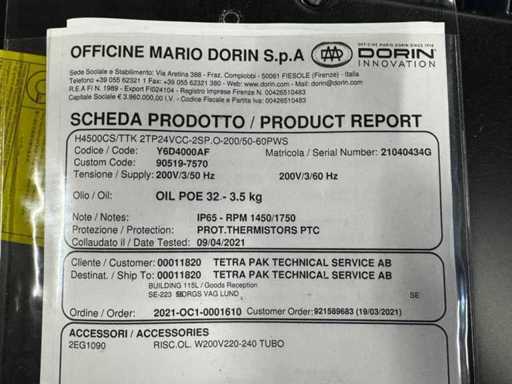 OFFICINE MARIO DORIN S.p.A
OFFICINE MARIO DORIN SINCE 1918
DORIN
INNOVATION
Sede Sociale e Stabilimento: Via Aretina 388 - Fraz. Compiobbi - 50061 FIESOLE (Firenze) - Italia
Telefono +39 055 62321 1 Fax +39 055 62321 380 - Web: www.dorin.com - Mail: dorin@dorin.com
R.E.A FI N. 1989 - Export FI024104 - Registro Imprese Firenze N. 00426510483
Capitale Sociale € 3.960.000,00 I.V. - Codice Fiscale e Partita Iva: 00426510483
SCHEDA PRODOTTO / PRODUCT REPORT
H4500CS/TTK 2TP24VCC-2SP.O-200/50-60PWS
Codice / Code: Y6D4000AF Matricola / Serial Number: 21040434G
Custom Code: 90519-7570
Tensione / Supply: 200V/3/50 Hz 200V/3/60 Hz
Olio / Oil: OIL POE 32 - 3.5 kg
Note / Notes: IP65 - RPM 1450/1750
Protezione / Protection: PROT.THERMISTORS PTC
Collaudato il / Date Tested: 09/04/2021
Cliente / Customer: 00011820 TETRA PAK TECHNICAL SERVICE AB
Destinat. / Ship To: 00011820 TETRA PAK TECHNICAL SERVICE AB
BUILDING 115L / Goods Reception
SE-223 VAG LUND SE
Ordine / Order: 2021-OC1-0001610 Customer Order: 921589683 (19/03/2021)
ACCESSORI / ACCESSORIES
2EG1090 RISC.OL. W200V220-240 TUBO